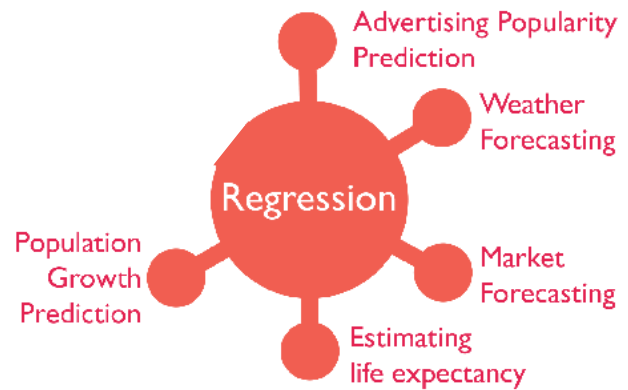 Advertising Popularity
Prediction
Weather
Forecasting
Regression
Population
Growth
Prediction
Market
Forecasting
Estimating
life expectancy